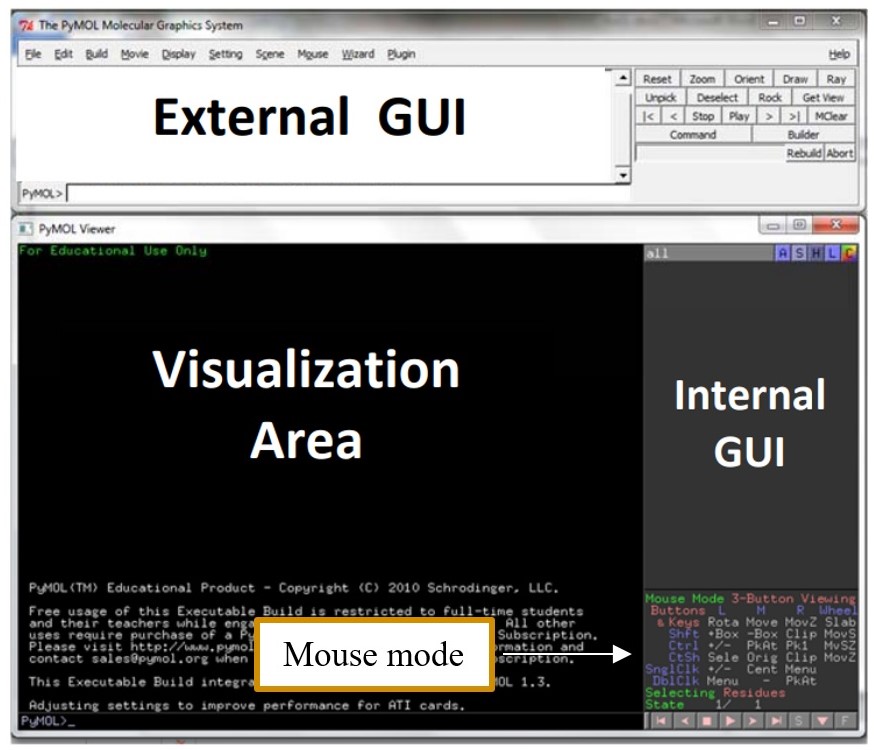 The PyMOL Molecular Graphics System
File Edit Build Movie Display Setting Scene Mouse Wizard Plugin Help
External GUI
Reset Zoom Orient Draw Ray
Unpick Deselect Rock Get View
|< < Stop Play > >| MClear
Command Builder
Rebuild Abort
PyMOL>
PyMOL Viewer
For Educational Use Only
all A S H L C
Visualization
Area
Internal
GUI
PyMOL(TM) Educational Product - Copyright (C) 2010 Schrodinger, LLC.
Free usage of this Executable Build is restricted to full-time students
and their teachers while enga All other
uses require purchase of a Py Subscription.
Please visit http://www.pymol ormation and
contact sales@pymol.org when scription.
This Executable Build integra MOL 1.3.
Adjusting settings to improve performance for ATI cards.
PyMOL>_
Mouse mode
Mouse Mode 3-Button Viewing
Buttons L M R Wheel
& Keys Rota Move MovZ Slab
Shft +Box -Box Clip MovS
Ctrl +/- PkAt Pk1 MvSZ
CtSh Sele Orig Clip MovZ
SnglClk +/- Cent Menu
DblClk Menu - PkAt
Selecting Residues
State 1/ 1
S F